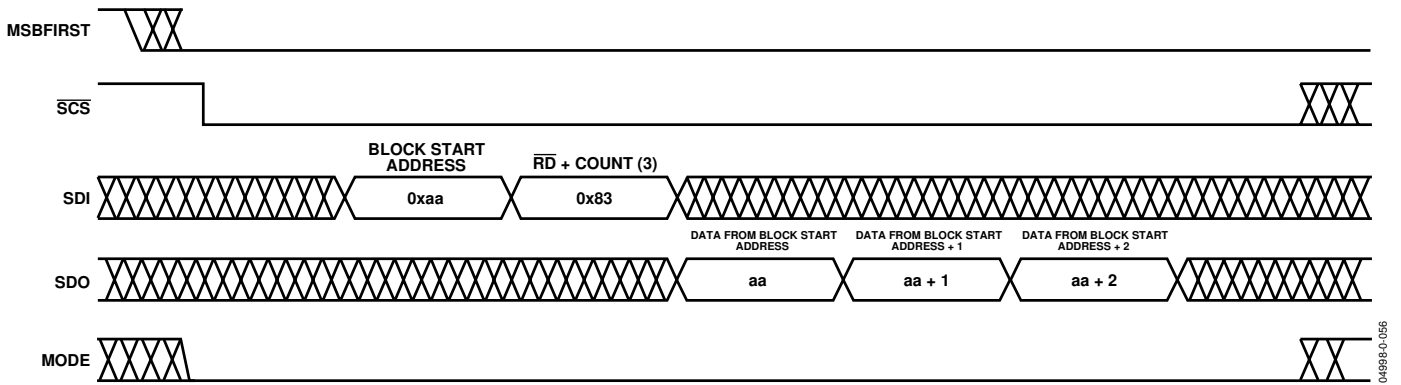 MSBFIRST
SCS
BLOCK START
ADDRESS
RD + COUNT (3)
SDI
0xaa
0x83
DATA FROM BLOCK START
ADDRESS
DATA FROM BLOCK START
ADDRESS + 1
DATA FROM BLOCK START
ADDRESS + 2
SDO
aa
aa + 1
aa + 2
MODE
04998-0-056